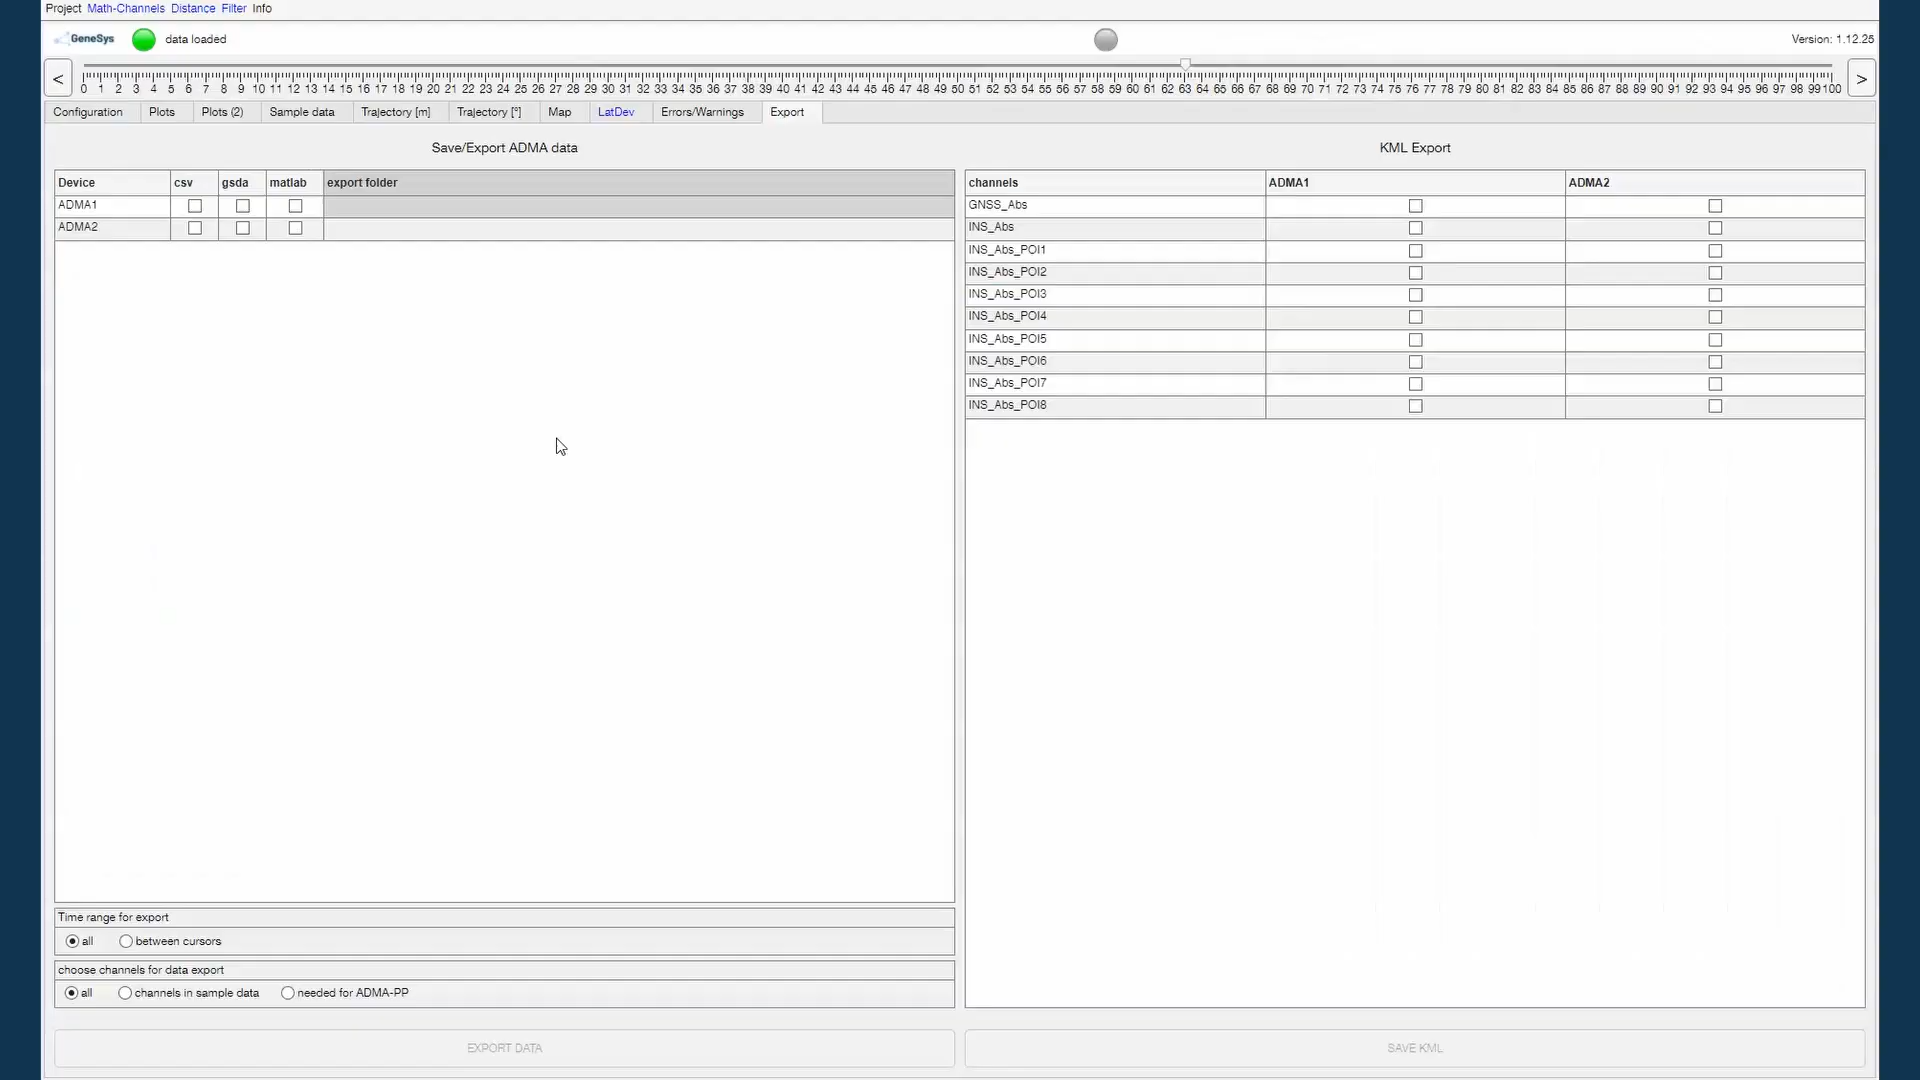 Project Math-Channels Distance Filter Info
GeneSys data loaded Version: 1.12.25
< >
0 1 2 3 4 5 6 7 8 9 10 11 12 13 14 15 16 17 18 19 20 21 22 23 24 25 26 27 28 29 30 31 32 33 34 35 36 37 38 39 40 41 42 43 44 45 46 47 48 49 50 51 52 53 54 55 56 57 58 59 60 61 62 63 64 65 66 67 68 69 70 71 72 73 74 75 76 77 78 79 80 81 82 83 84 85 86 87 88 89 90 91 92 93 94 95 96 97 98 99 100
Configuration Plots Plots (2) Sample data Trajectory [m] Trajectory [°] Map LatDev Errors/Warnings Export
Save/Export ADMA data
Device csv gsda matlab export folder
ADMA1
ADMA2
Time range for export
all between cursors
choose channels for data export
all channels in sample data needed for ADMA-PP
EXPORT DATA
KML Export
channels ADMA1 ADMA2
GNSS_Abs
INS_Abs
INS_Abs_POI1
INS_Abs_POI2
INS_Abs_POI3
INS_Abs_POI4
INS_Abs_POI5
INS_Abs_POI6
INS_Abs_POI7
INS_Abs_POI8
SAVE KML